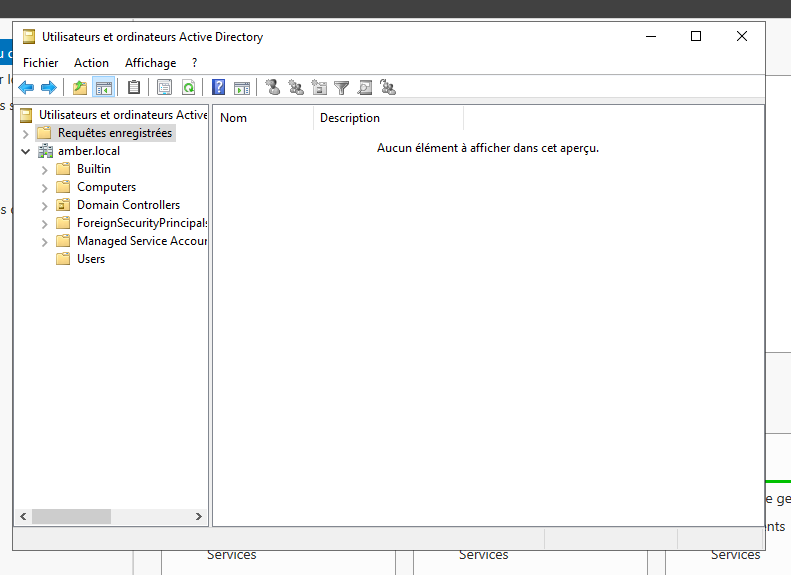 Utilisateurs et ordinateurs Active Directory
Fichier Action Affichage ?
Utilisateurs et ordinateurs Active
Requêtes enregistrées
amber.local
Builtin
Computers
Domain Controllers
ForeignSecurityPrincipals
Managed Service Accour
Users
Nom Description
Aucun élément à afficher dans cet aperçu.
Services
Services
Services